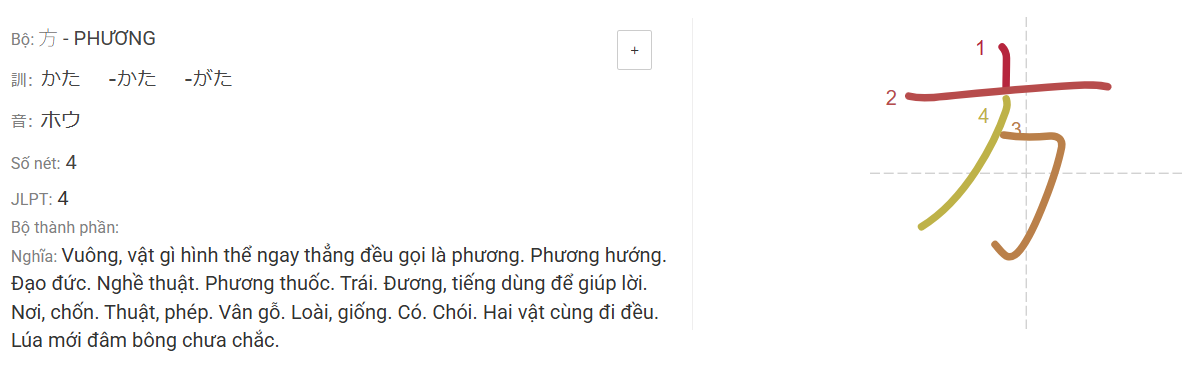 Bộ: 方 - PHƯƠNG
+
訓: かた -かた -がた
音: ホウ
Số nét: 4
JLPT: 4
Bộ thành phần:
Nghĩa: Vuông, vật gì hình thể ngay thẳng đều gọi là phương. Phương hướng.
Đạo đức. Nghề thuật. Phương thuốc. Trái. Đương, tiếng dùng để giúp lời.
Nơi, chốn. Thuật, phép. Vân gỗ. Loài, giống. Có. Chói. Hai vật cùng đi đều.
Lúa mới đâm bông chưa chắc.
1
2
4
3
方